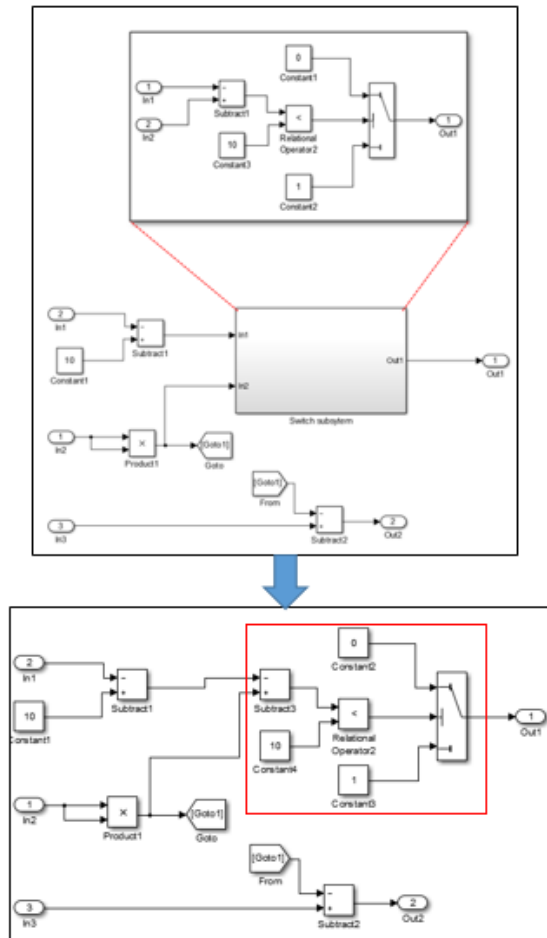 0
Constant1
1
In1
−
+
Subtract1
2
In2
<
Relational
Operator2
1
Out1
10
Constant3
1
Constant2
2
In1
−
+
Subtract1
10
Constant1
In1
Out1
1
Out1
In2
Switch subsytem
1
In2
×
Product1
[Goto1]
Goto
[Goto1]
From
3
In3
−
+
Subtract2
2
Out2
0
Constant2
2
In1
−
+
Subtract1
−
+
Subtract3
10
Constant1
<
Relational
Operator2
1
Out1
10
Constant4
1
Constant3
1
In2
×
Product1
[Goto1]
Goto
[Goto1]
From
3
In3
−
+
Subtract2
2
Out2